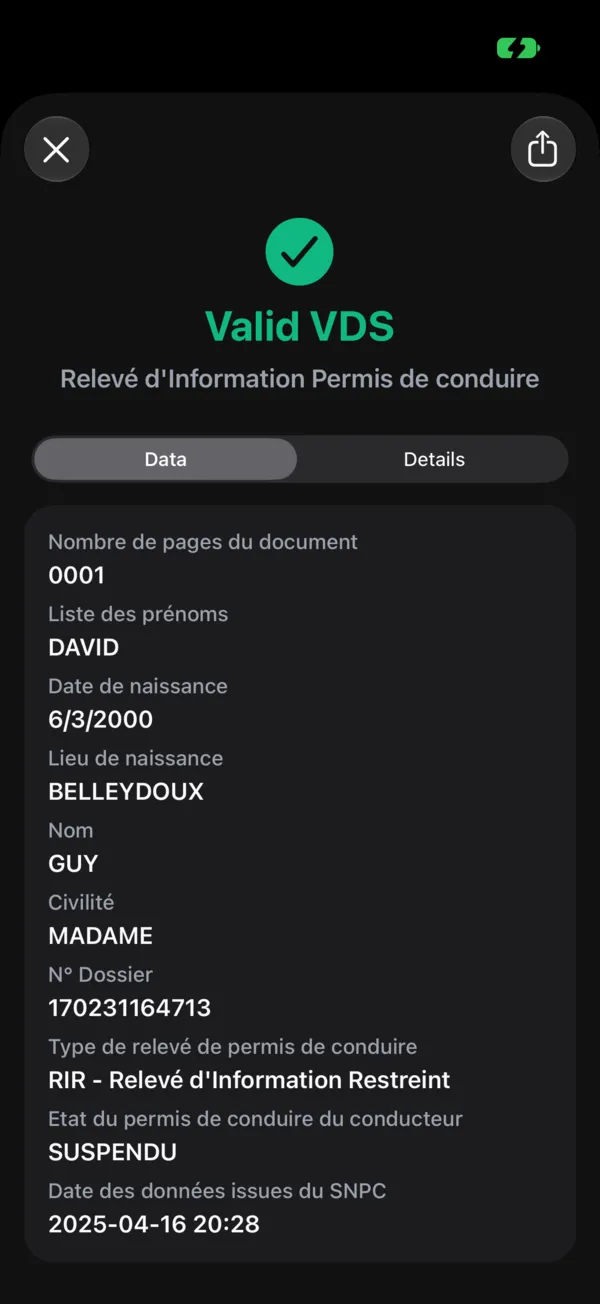 Valid VDS
Relevé d'Information Permis de conduire
Data
Details
Nombre de pages du document
0001
Liste des prénoms
DAVID
Date de naissance
6/3/2000
Lieu de naissance
BELLEYDOUX
Nom
GUY
Civilité
MADAME
N° Dossier
170231164713
Type de relevé de permis de conduire
RIR - Relevé d'Information Restreint
Etat du permis de conduire du conducteur
SUSPENDU
Date des données issues du SNPC
2025-04-16 20:28